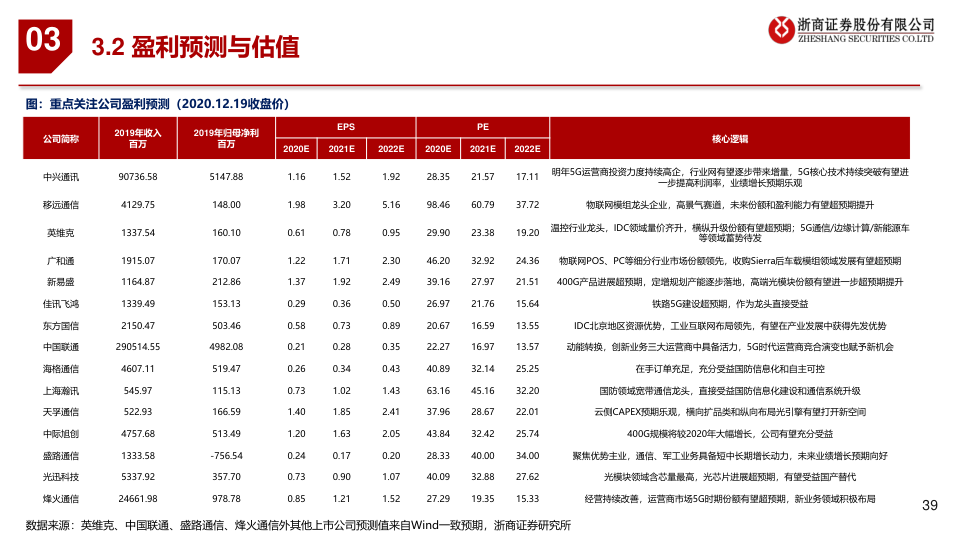 03
3.2 盈利预测与估值
浙商证券股份有限公司
ZHESHANG SECURITIES CO.LTD
图：重点关注公司盈利预测（2020.12.19收盘价）
公司简称 2019年收入 百万 2019年归母净利 百万 EPS PE 核心逻辑
2020E 2021E 2022E 2020E 2021E 2022E
中兴通讯 90736.58 5147.88 1.16 1.52 1.92 28.35 21.57 17.11 明年5G运营商投资力度持续高企，行业网有望逐步带来增量，5G核心技术持续突破有望进
一步提高利润率，业绩增长预期乐观
移远通信 4129.75 148.00 1.98 3.20 5.16 98.46 60.79 37.72 物联网模组龙头企业，高景气赛道，未来份额和盈利能力有望超预期提升
英维克 1337.54 160.10 0.61 0.78 0.95 29.90 23.38 19.20 温控行业龙头，IDC领域量价齐升，横纵升级份额有望超预期；5G通信/边缘计算/新能源车
等领域蓄势待发
广和通 1915.07 170.07 1.22 1.71 2.30 46.20 32.92 24.36 物联网POS、PC等细分行业市场份额领先，收购Sierra后车载模组领域发展有望超预期
新易盛 1164.87 212.86 1.37 1.92 2.49 39.16 27.97 21.51 400G产品进展超预期，定增规划产能逐步落地，高端光模块份额有望进一步超预期提升
佳讯飞鸿 1339.49 153.13 0.29 0.36 0.50 26.97 21.76 15.64 铁路5G建设超预期，作为龙头直接受益
东方国信 2150.47 503.46 0.58 0.73 0.89 20.67 16.59 13.55 IDC北京地区资源优势，工业互联网布局领先，有望在产业发展中获得先发优势
中国联通 290514.55 4982.08 0.21 0.28 0.35 22.27 16.97 13.57 动能转换，创新业务三大运营商中具备活力，5G时代运营商竞合演变也赋予新机会
海格通信 4607.11 519.47 0.26 0.34 0.43 40.89 32.14 25.25 在手订单充足，充分受益国防信息化和自主可控
上海瀚讯 545.97 115.13 0.73 1.02 1.43 63.16 45.16 32.20 国防领域宽带通信龙头，直接受益国防信息化建设和通信系统升级
天孚通信 522.93 166.59 1.40 1.85 2.41 37.96 28.67 22.01 云侧CAPEX预期乐观，横向扩品类和纵向布局光引擎有望打开新空间
中际旭创 4757.68 513.49 1.20 1.63 2.05 43.84 32.42 25.74 400G规模将较2020年大幅增长，公司有望充分受益
盛路通信 1333.58 -756.54 0.24 0.17 0.20 28.33 40.00 34.00 聚焦优势主业，通信、军工业务具备短中长期增长动力，未来业绩增长预期向好
光迅科技 5337.92 357.70 0.73 0.90 1.07 40.09 32.88 27.62 光模块领域含芯量最高，光芯片进展超预期，有望受益国产替代
烽火通信 24661.98 978.78 0.85 1.21 1.52 27.29 19.35 15.33 经营持续改善，运营商市场5G时期份额有望超预期，新业务领域积极布局
39
数据来源：英维克、中国联通、盛路通信、烽火通信外其他上市公司预测值来自Wind一致预期，浙商证券研究所